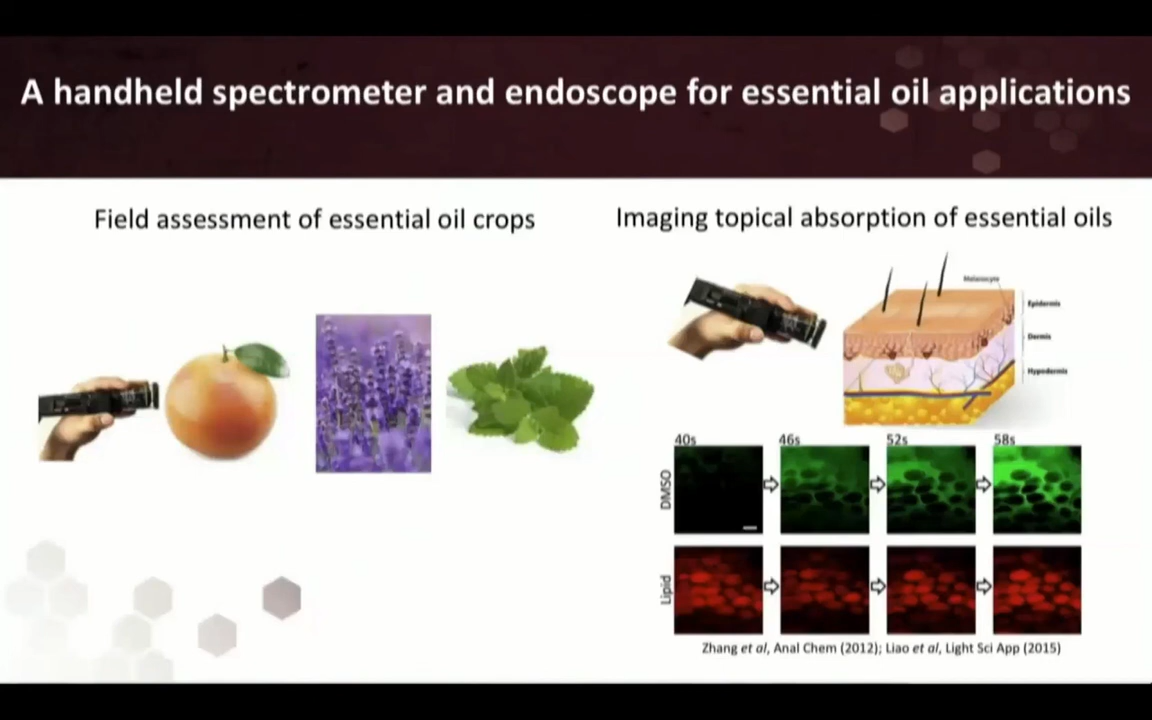 A handheld spectrometer and endoscope for essential oil applications
Field assessment of essential oil crops
Imaging topical absorption of essential oils
Melanocyte
Epidermis
Dermis
Hypodermis
40s 46s 52s 58s
DMSO
Lipid
Zhang et al, Anal Chem (2012); Liao et al, Light Sci App (2015)